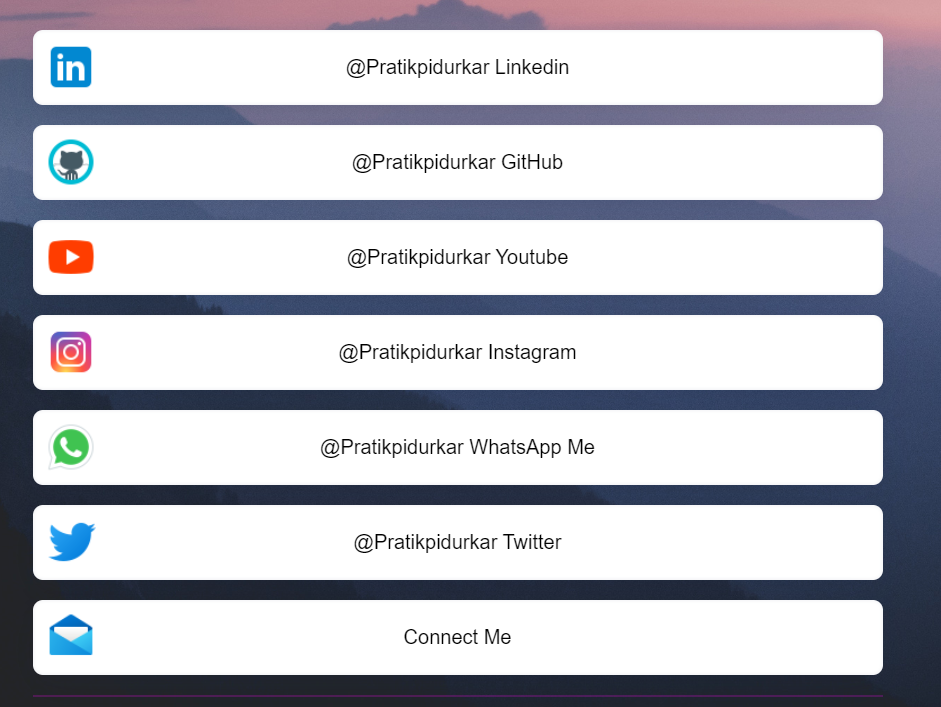 in
@Pratikpidurkar Linkedin
@Pratikpidurkar GitHub
@Pratikpidurkar Youtube
@Pratikpidurkar Instagram
@Pratikpidurkar WhatsApp Me
@Pratikpidurkar Twitter
Connect Me